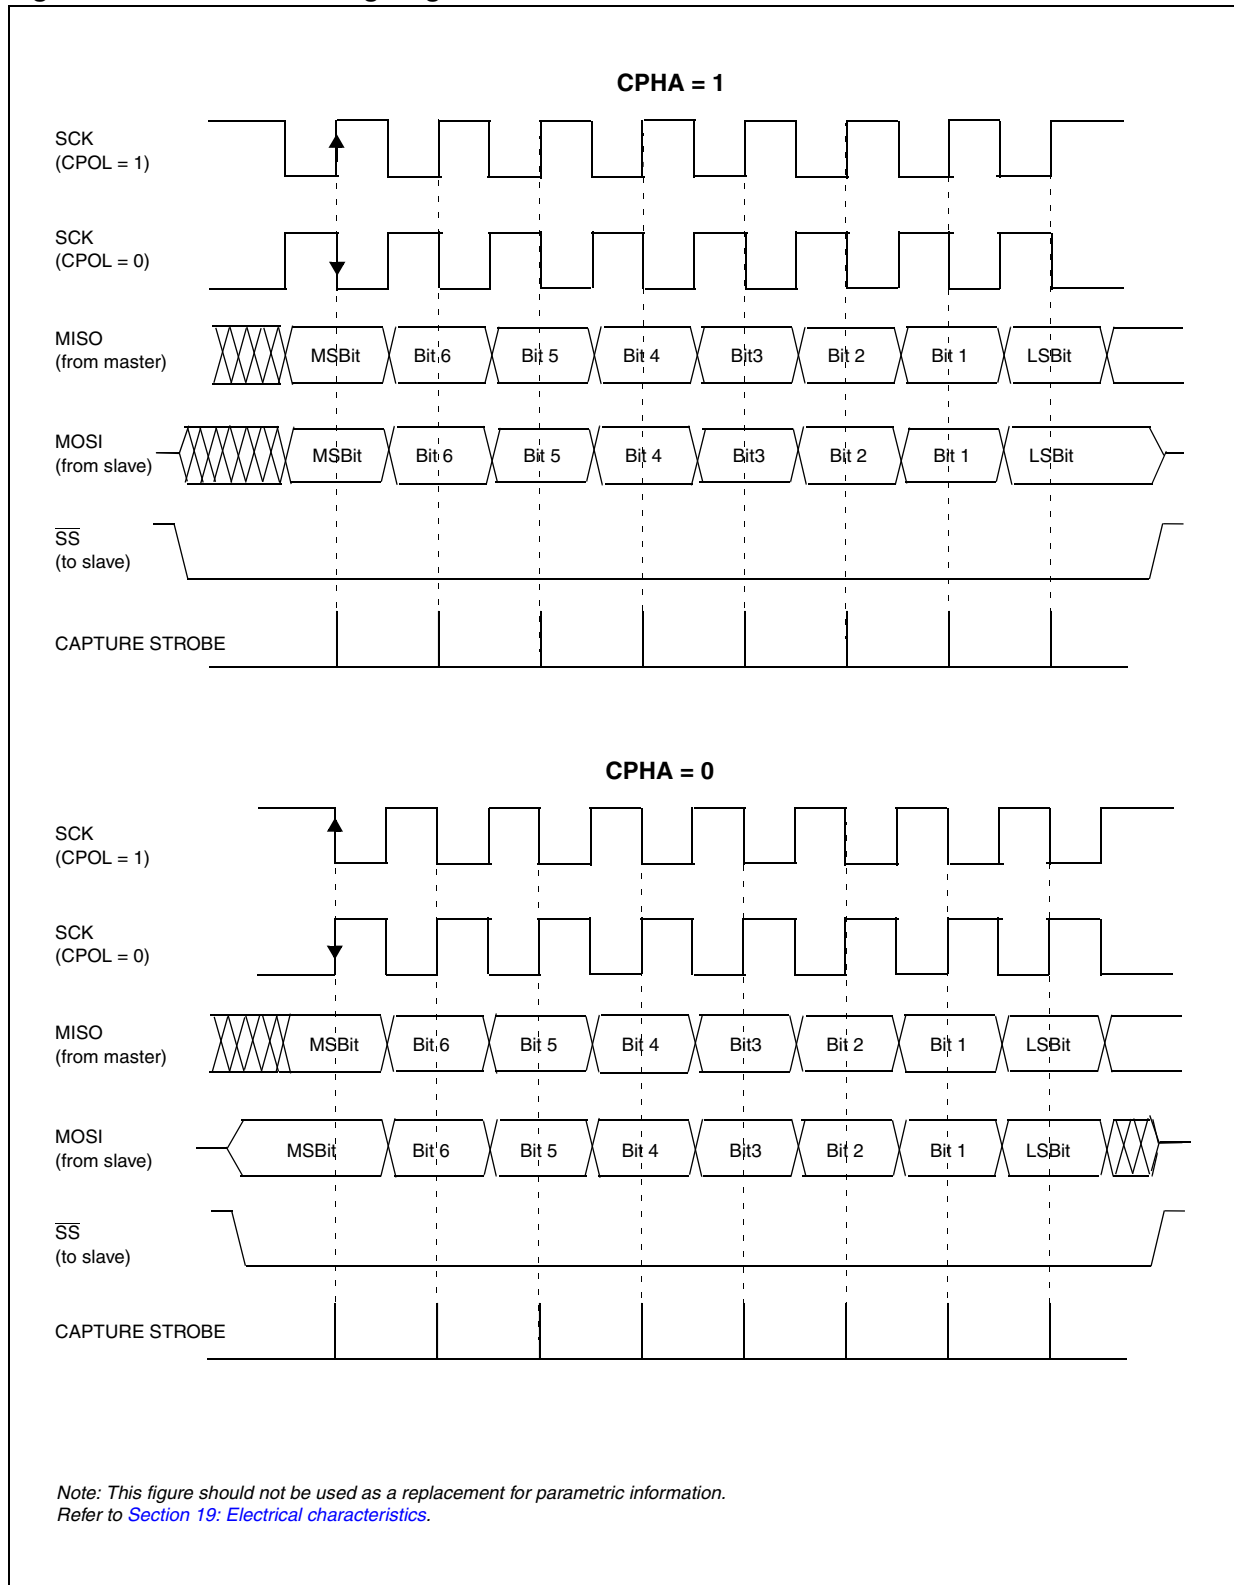 CPHA = 1
SCK
(CPOL = 1)
SCK
(CPOL = 0)
MISO
(from master)
MSBit Bit 6 Bit 5 Bit 4 Bit3 Bit 2 Bit 1 LSBit
MOSI
(from slave)
MSBit Bit 6 Bit 5 Bit 4 Bit3 Bit 2 Bit 1 LSBit
SS
(to slave)
CAPTURE STROBE
CPHA = 0
SCK
(CPOL = 1)
SCK
(CPOL = 0)
MISO
(from master)
MSBit Bit 6 Bit 5 Bit 4 Bit3 Bit 2 Bit 1 LSBit
MOSI
(from slave)
MSBit Bit 6 Bit 5 Bit 4 Bit3 Bit 2 Bit 1 LSBit
SS
(to slave)
CAPTURE STROBE
Note: This figure should not be used as a replacement for parametric information.
Refer to Section 19: Electrical characteristics.